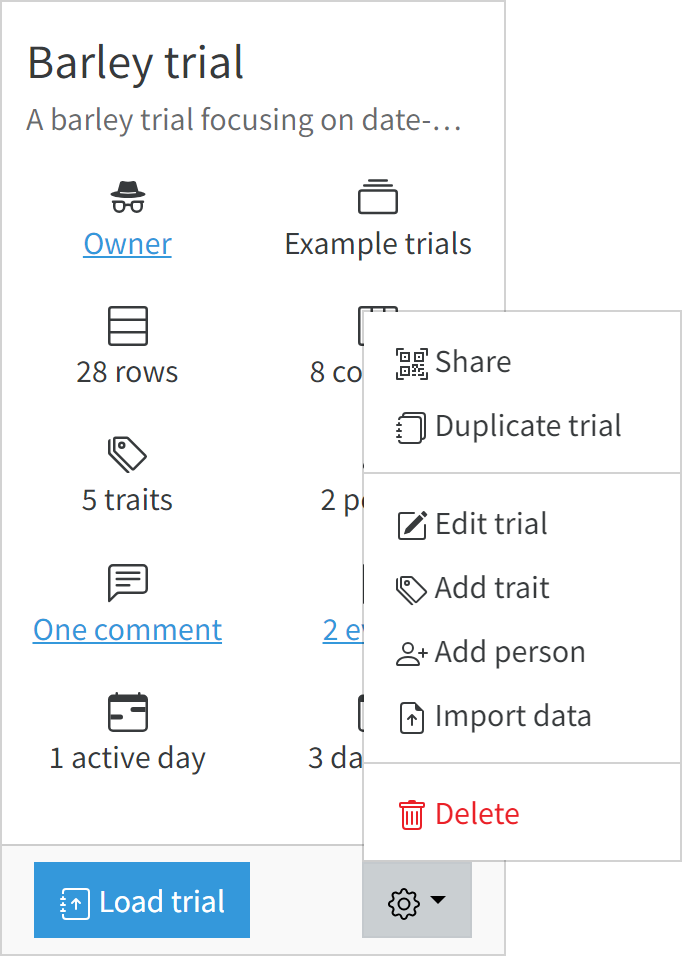 Barley trial
A barley trial focusing on date-…
Owner
Example trials
28 rows
8 co
5 traits
2 p
One comment
2 e
1 active day
3 da
Share
Duplicate trial
Edit trial
Add trait
Add person
Import data
Delete
Load trial